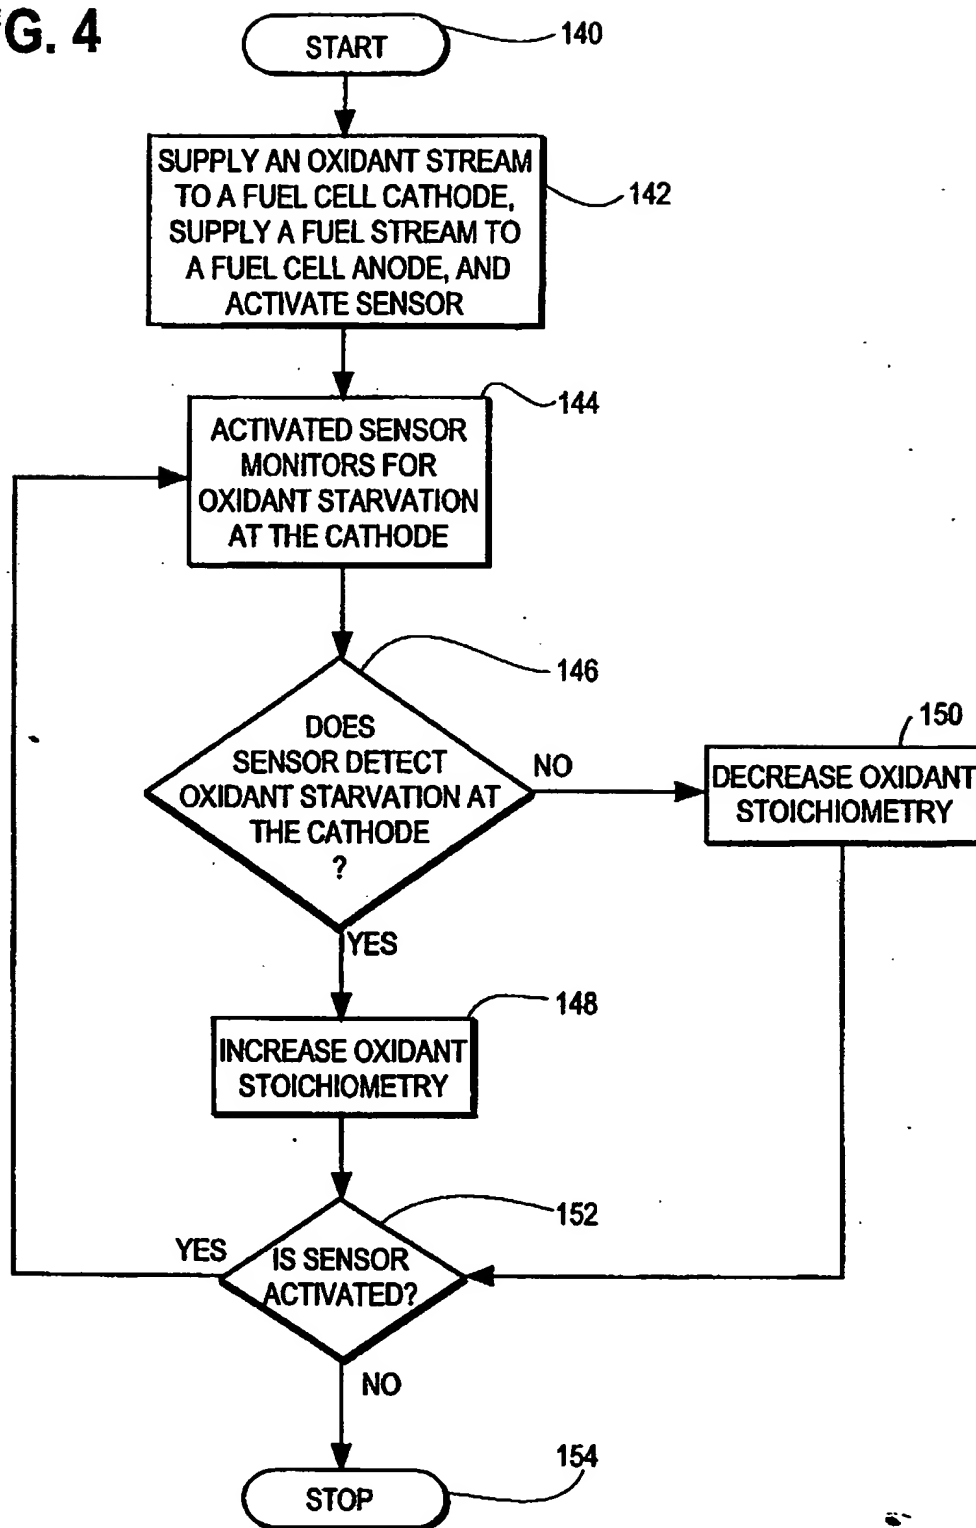 G. 4
START
140
SUPPLY AN OXIDANT STREAM
TO A FUEL CELL CATHODE,
SUPPLY A FUEL STREAM TO
A FUEL CELL ANODE, AND
ACTIVATE SENSOR
142
ACTIVATED SENSOR
MONITORS FOR
OXIDANT STARVATION
AT THE CATHODE
144
146
DOES
SENSOR DETECT
OXIDANT STARVATION AT
THE CATHODE
?
NO
150
DECREASE OXIDANT
STOICHIOMETRY
YES
148
INCREASE OXIDANT
STOICHIOMETRY
152
YES
IS SENSOR
ACTIVATED?
NO
154
STOP